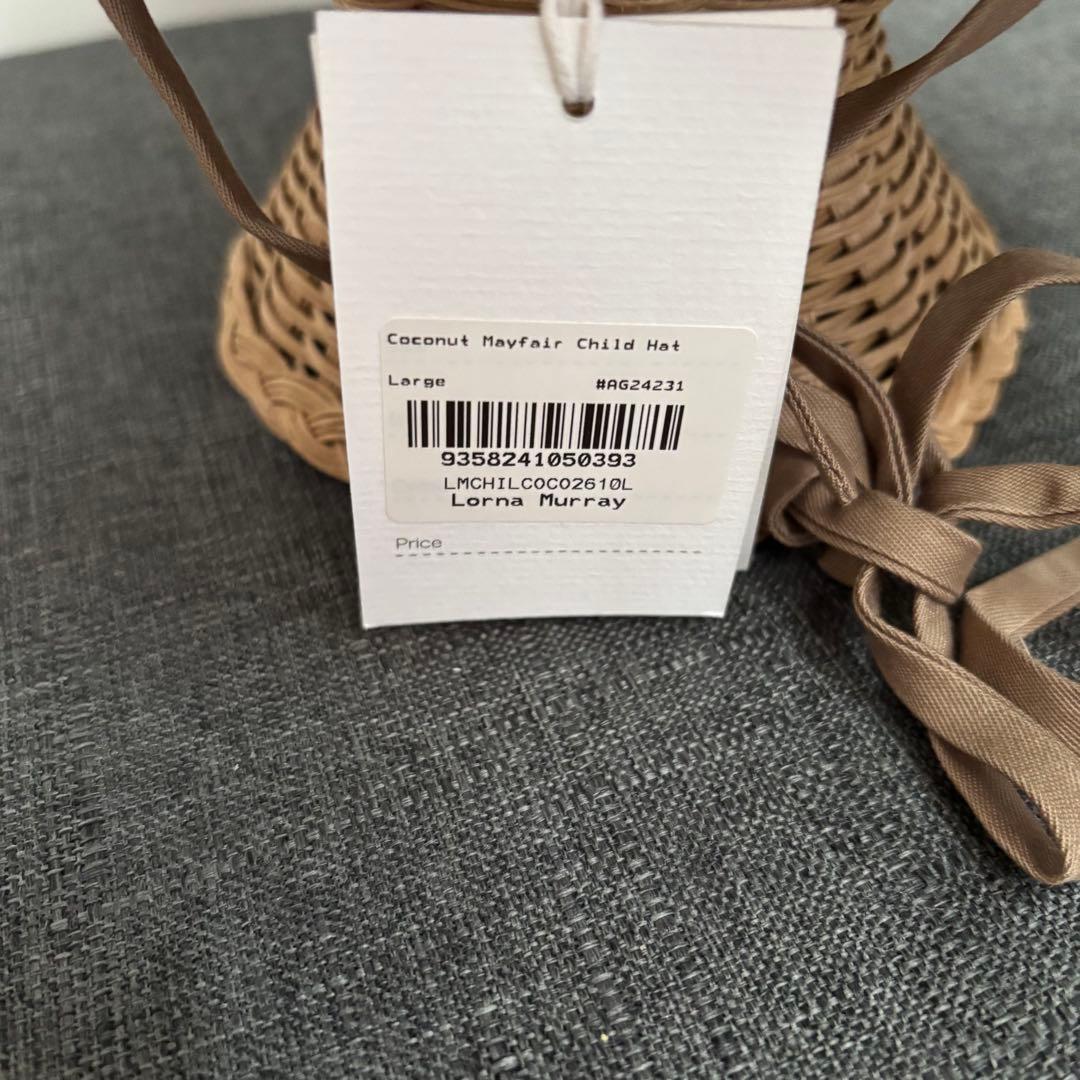 Coconut Mayfair Child Hat
Large #AG24231
9358241050393
LMCHILCOCO2610L
Lorna Murray
Price